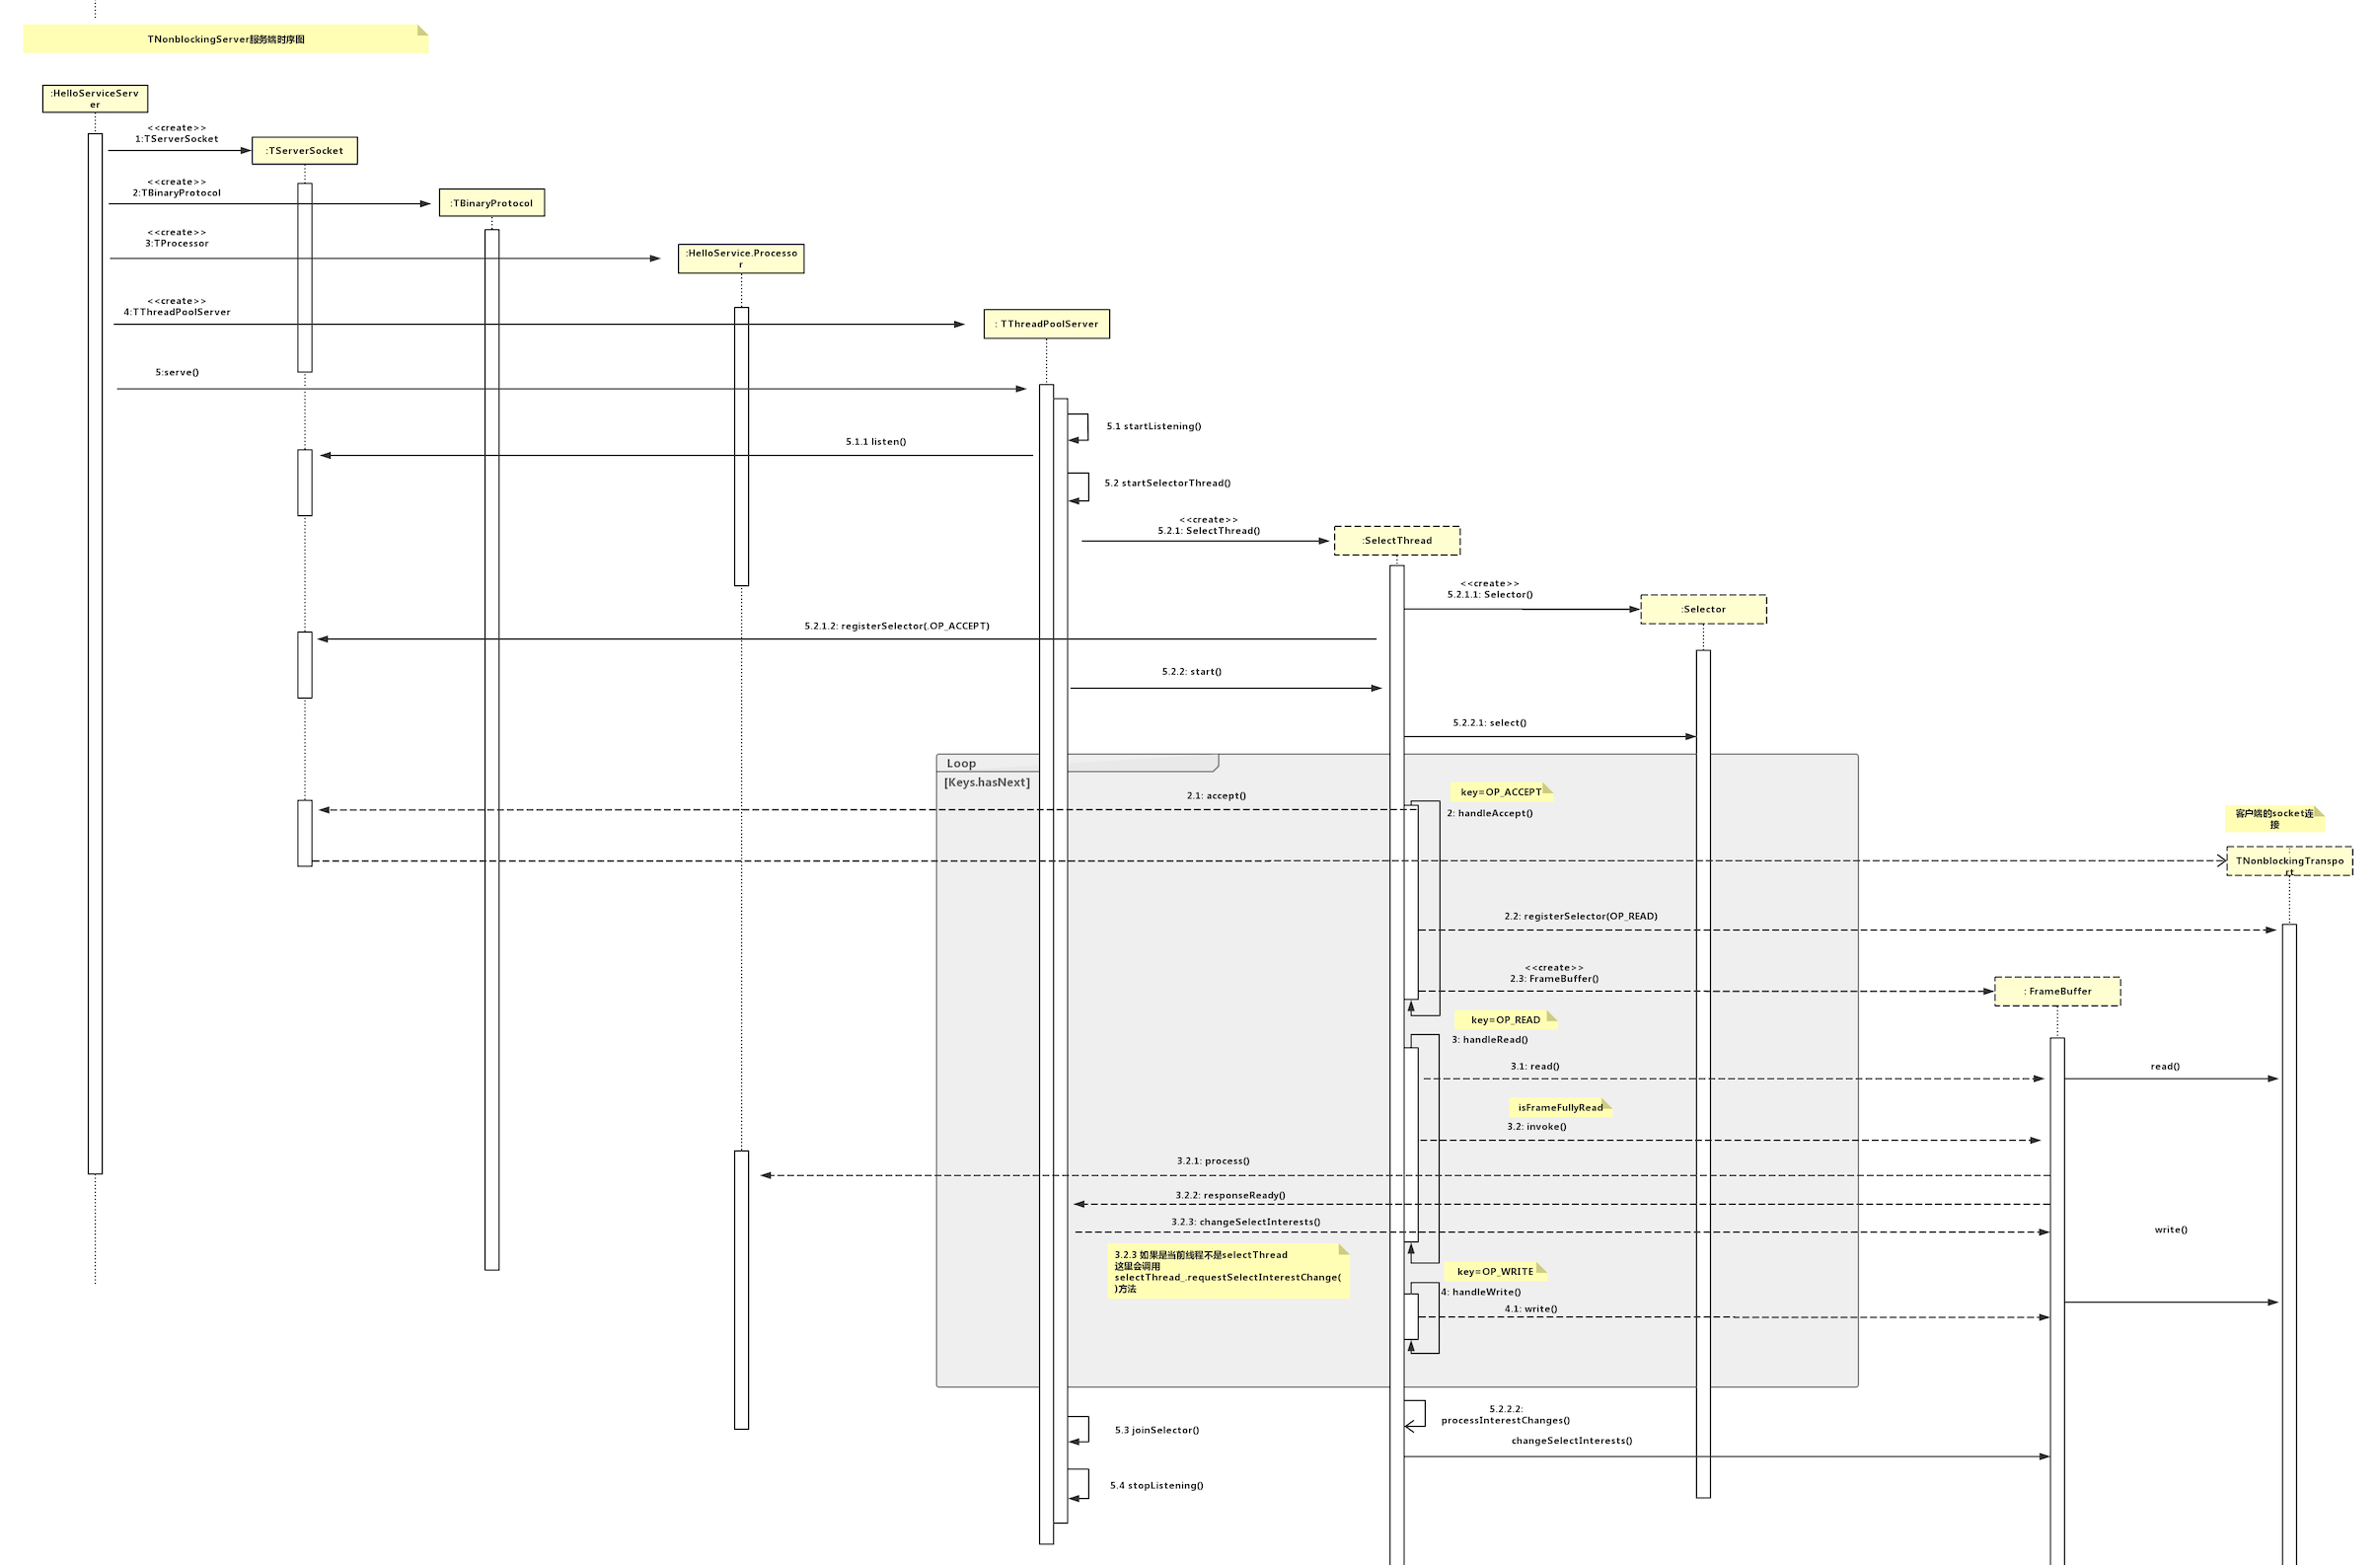 TNonblockingServer服务端时序图
:HelloServiceServ
er
<<create>>
1:TServerSocket
:TServerSocket
<<create>>
2:TBinaryProtocol
:TBinaryProtocol
<<create>>
3:TProcessor
:HelloService.Processo
r
<<create>>
4:TThreadPoolServer
: TThreadPoolServer
5:serve()
5.1 startListening()
5.1.1 listen()
5.2 startSelectorThread()
<<create>>
5.2.1: SelectThread()
:SelectThread
<<create>>
5.2.1.1: Selector()
:Selector
5.2.1.2: registerSelector(.OP_ACCEPT)
5.2.2: start()
5.2.2.1: select()
Loop
[Keys.hasNext]
key=OP_ACCEPT
2.1: accept()
2: handleAccept()
客户端的socket连
接
TNonblockingTranspo
rt
2.2: registerSelector(OP_READ)
<<create>>
2.3: FrameBuffer()
: FrameBuffer
key=OP_READ
3: handleRead()
3.1: read()
read()
isFrameFullyRead
3.2: invoke()
3.2.1: process()
3.2.2: responseReady()
3.2.3: changeSelectInterests()
write()
3.2.3 如果是当前线程不是selectThread
这里会调用
selectThread_.requestSelectInterestChange(
)方法
key=OP_WRITE
4: handleWrite()
4.1: write()
5.2.2.2:
processInterestChanges()
5.3 joinSelector()
changeSelectInterests()
5.4 stopListening()